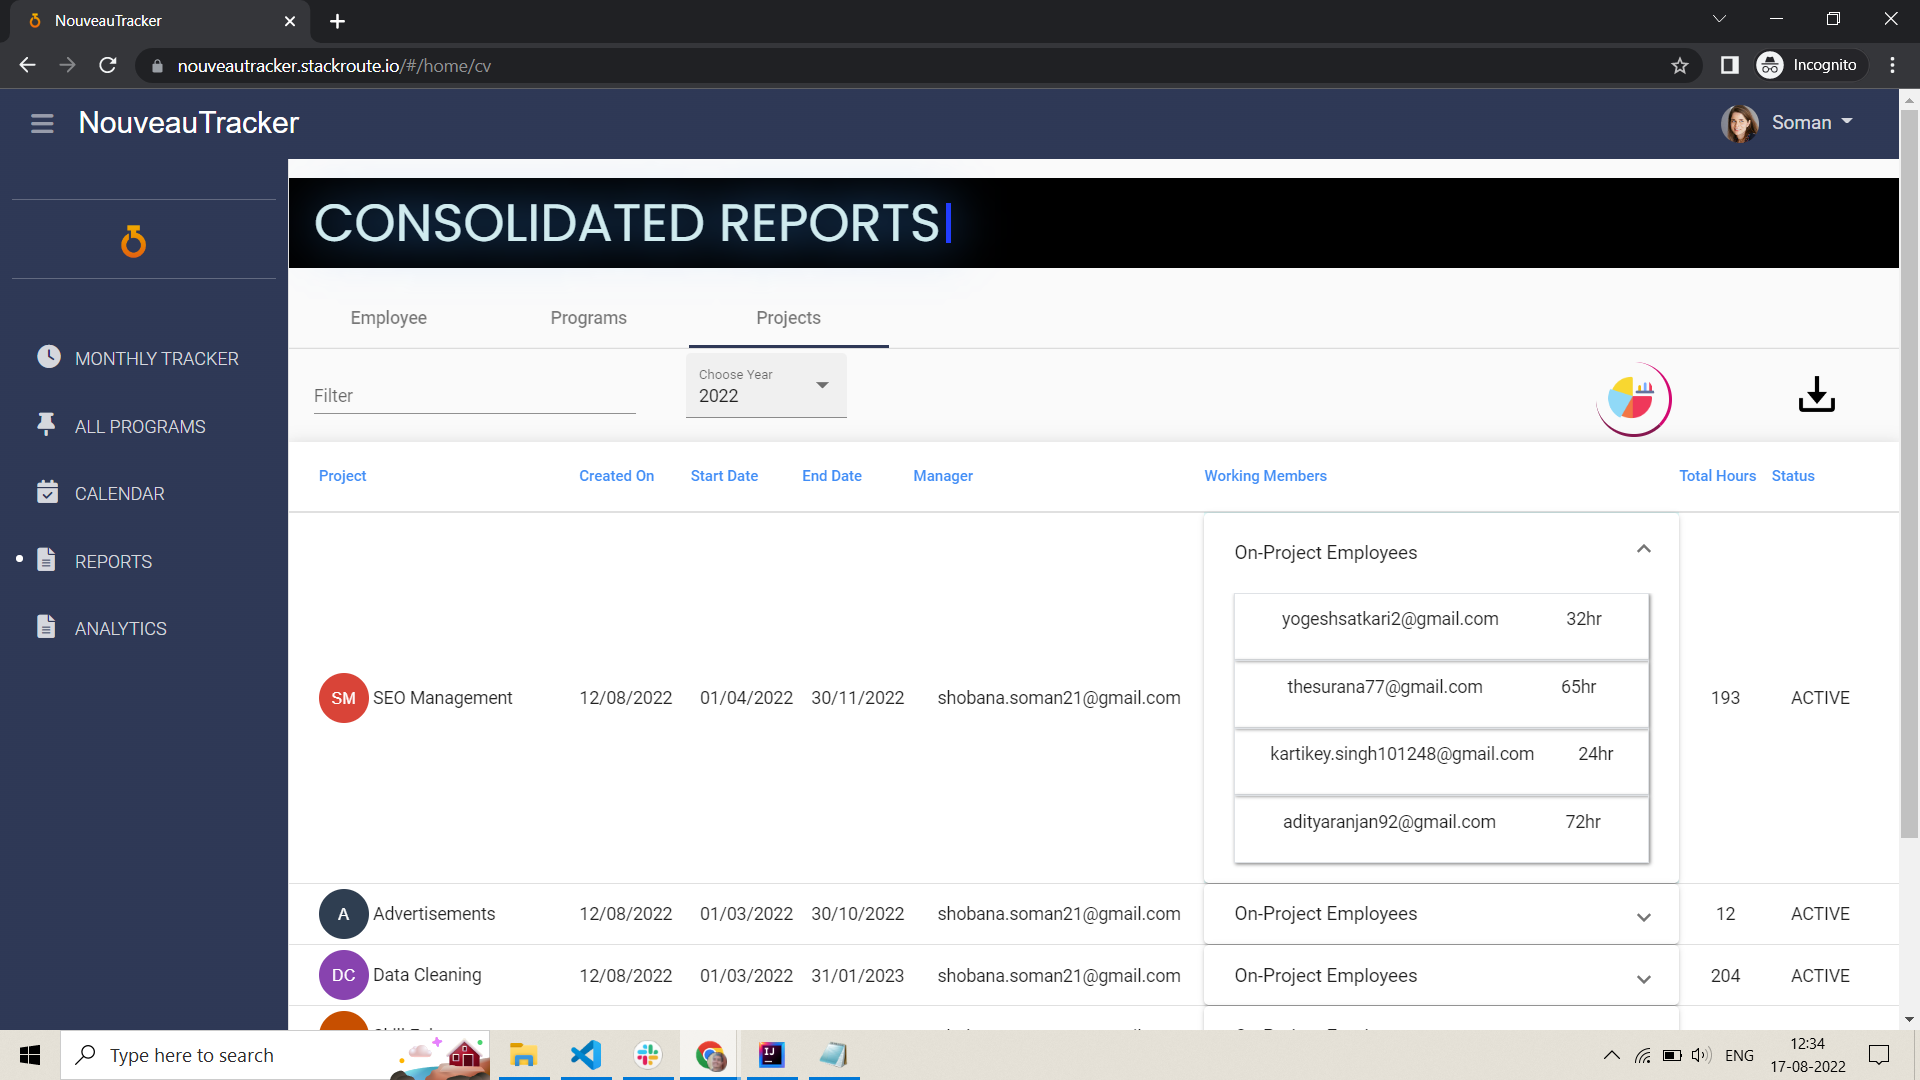 NouveauTracker
nouveautracker.stackroute.io/#/home/cv
Incognito
NouveauTracker
Soman
CONSOLIDATED REPORTS
MONTHLY TRACKER
ALL PROGRAMS
CALENDAR
REPORTS
ANALYTICS
Employee Programs Projects
Filter
Choose Year
2022
Project Created On Start Date End Date Manager Working Members Total Hours Status
On-Project Employees
yogeshsatkari2@gmail.com 32hr
thesurana77@gmail.com 65hr
SM SEO Management 12/08/2022 01/04/2022 30/11/2022 shobana.soman21@gmail.com 193 ACTIVE
kartikey.singh101248@gmail.com 24hr
adityaranjan92@gmail.com 72hr
A Advertisements 12/08/2022 01/03/2022 30/10/2022 shobana.soman21@gmail.com On-Project Employees 12 ACTIVE
DC Data Cleaning 12/08/2022 01/03/2022 31/01/2023 shobana.soman21@gmail.com On-Project Employees 204 ACTIVE
Type here to search
IJ
ENG
12:34
17-08-2022